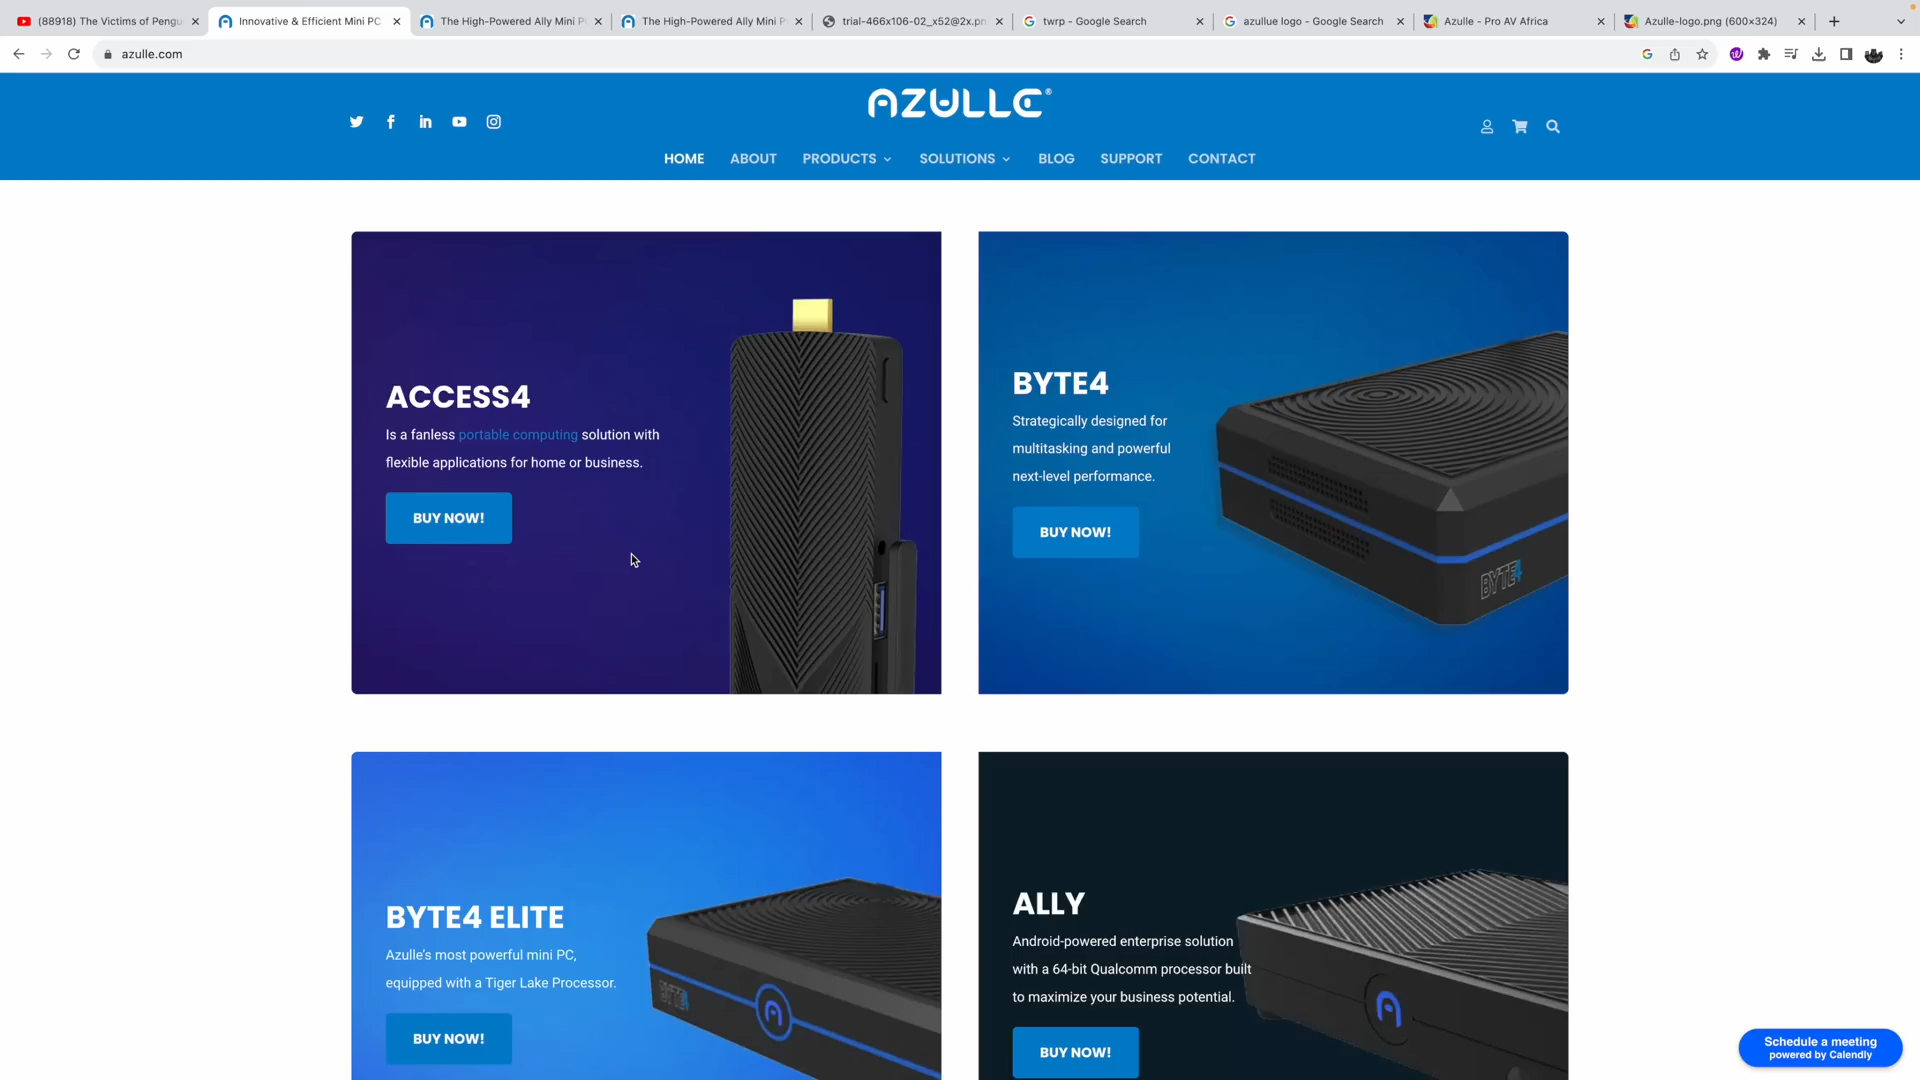 (88918) The Victims of Pengu
Innovative & Efficient Mini PC
The High-Powered Ally Mini P
The High-Powered Ally Mini P
trial-466x106-02_x52@2x.pn
twrp - Google Search
azullue logo - Google Search
Azulle - Pro AV Africa
Azulle-logo.png (600×324)
azulle.com
AZULLE®
HOME
ABOUT
PRODUCTS
SOLUTIONS
BLOG
SUPPORT
CONTACT
ACCESS4
Is a fanless portable computing solution with
flexible applications for home or business.
BUY NOW!
BYTE4
Strategically designed for
multitasking and powerful
next-level performance.
BUY NOW!
BYTE4
BYTE4 ELITE
Azulle's most powerful mini PC,
equipped with a Tiger Lake Processor.
BUY NOW!
BYTE4
ALLY
Android-powered enterprise solution
with a 64-bit Qualcomm processor built
to maximize your business potential.
BUY NOW!
Schedule a meeting
powered by Calendly